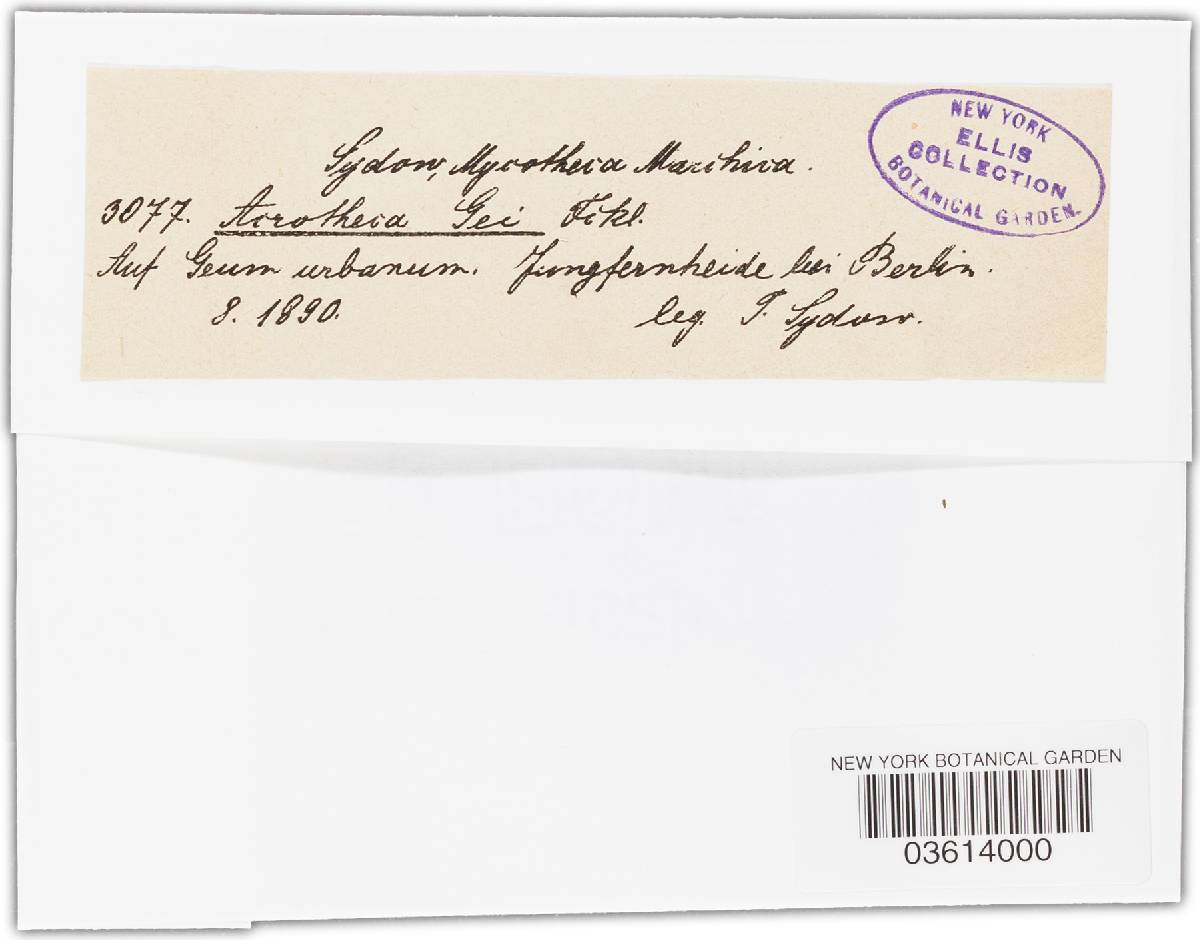 Sydow, Mycotheca Marchica.
3077. Acrotheca Gei Fckl.
Auf Geum urbanum. Jungfernheide bei Berlin.
8. 1890. leg. P. Sydow.
NEW YORK
ELLIS
COLLECTION
BOTANICAL GARDEN.
NEW YORK BOTANICAL GARDEN
03614000